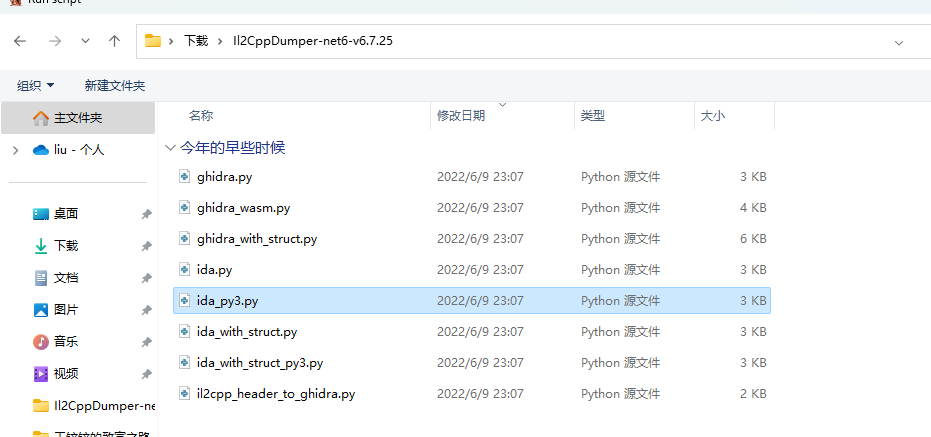 Run script
下载 > Il2CppDumper-net6-v6.7.25
组织 新建文件夹
主文件夹
liu - 个人
桌面
下载
文档
图片
音乐
视频
Il2CppDumper-ne
名称 修改日期 类型 大小
今年的早些时候
ghidra.py 2022/6/9 23:07 Python 源文件 3 KB
ghidra_wasm.py 2022/6/9 23:07 Python 源文件 4 KB
ghidra_with_struct.py 2022/6/9 23:07 Python 源文件 6 KB
ida.py 2022/6/9 23:07 Python 源文件 3 KB
ida_py3.py 2022/6/9 23:07 Python 源文件 3 KB
ida_with_struct.py 2022/6/9 23:07 Python 源文件 3 KB
ida_with_struct_py3.py 2022/6/9 23:07 Python 源文件 3 KB
il2cpp_header_to_ghidra.py 2022/6/9 23:07 Python 源文件 2 KB